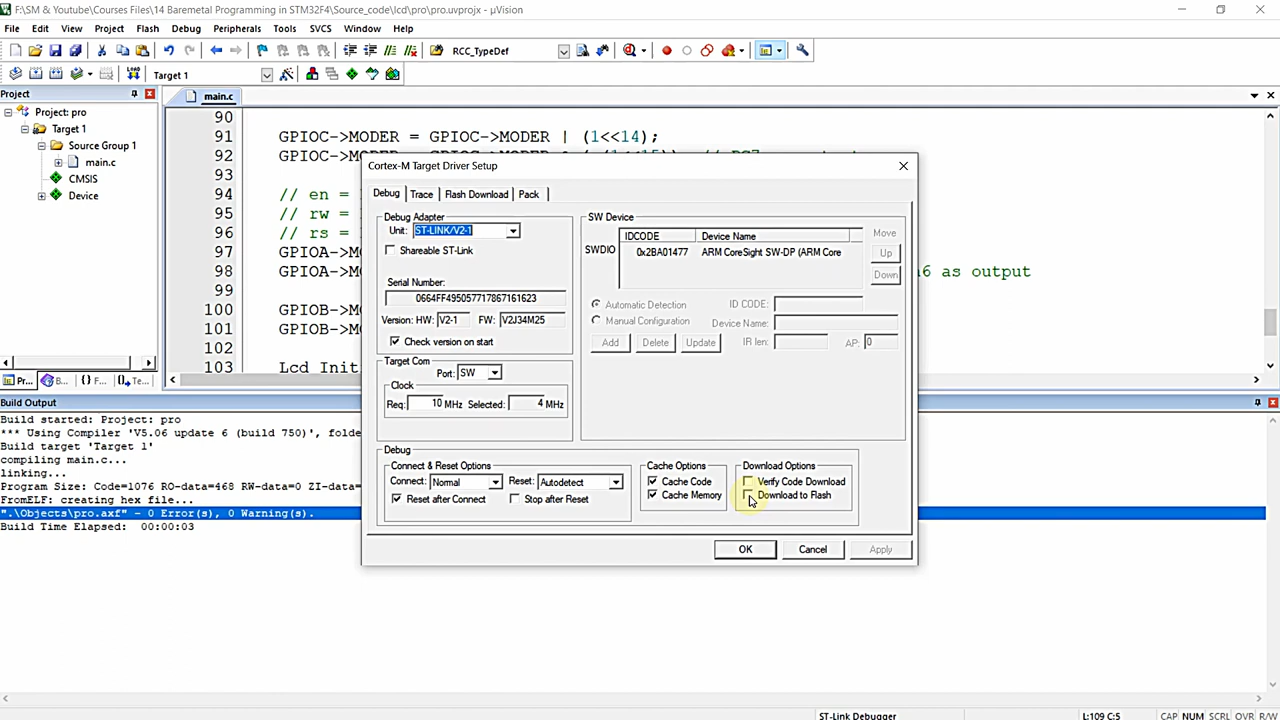 F:\SM & Youtube\Courses Files\14 Baremetal Programming in STM32F4\Source_code\lcd\pro\pro.uvprojx - µVision
File Edit View Project Flash Debug Peripherals Tools SVCS Window Help
RCC_TypeDef
LOAD Target 1
Project
main.c
Project: pro
Target 1
Source Group 1
main.c
CMSIS
Device
90
91 GPIOC->MODER = GPIOC->MODER | (1<<14);
92 GPIOC->MO
93
94 // en =
95 // rw =
96 // rs =
97 GPIOA->M
98 GPIOA->M 6 as output
99
100 GPIOB->M
101 GPIOB->M
102
103 Lcd Init
Pr... B... {} F... Te...
Cortex-M Target Driver Setup
Debug Trace Flash Download Pack
Debug Adapter
Unit: ST-LINK/V2-1
Shareable ST-Link
Serial Number:
0664FF495057717867161623
Version: HW: V2-1 FW: V2J34M25
Check version on start
Target Com
Port: SW
Clock
Req: 10 MHz Selected: 4 MHz
SW Device
IDCODE Device Name Move
SWDIO 0x2BA01477 ARM CoreSight SW-DP (ARM Core Up
Down
Automatic Detection ID CODE:
Manual Configuration Device Name:
Add Delete Update IR len: AP: 0
Debug
Connect & Reset Options
Connect: Normal Reset: Autodetect
Reset after Connect Stop after Reset
Cache Options
Cache Code
Cache Memory
Download Options
Verify Code Download
Download to Flash
OK Cancel Apply
Build Output
Build started: Project: pro
*** Using Compiler 'V5.06 update 6 (build 750)', folde
Build target 'Target 1'
compiling main.c...
linking...
Program Size: Code=1076 RO-data=468 RW-data=0 ZI-dat
FromELF: creating hex file...
".\Objects\pro.axf" - 0 Error(s), 0 Warning(s).
Build Time Elapsed: 00:00:03
ST-Link Debugger L:109 C:5 CAP NUM SCRL OVR R/W